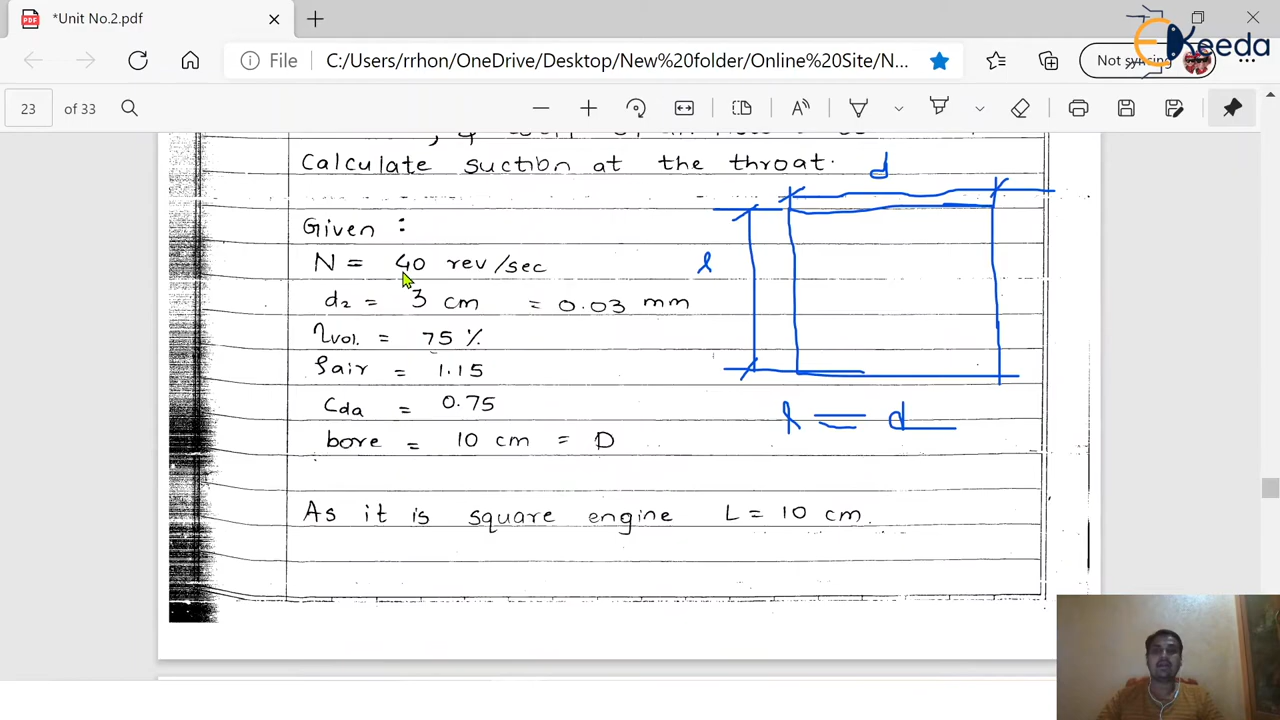 *Unit No.2.pdf
EKeeda
File
C:/Users/rrhon/OneDrive/Desktop/New%20folder/Online%20Site/N...
Not syncing
23 of 33
Calculate suction at the throat.
d
Given :
N = 40 rev/sec
l
d2 = 3 cm = 0.03 mm
ηvol. = 75 %
ρair = 1.15
Cda = 0.75
l = d
bore = 10 cm = D
As it is square engine L = 10 cm.